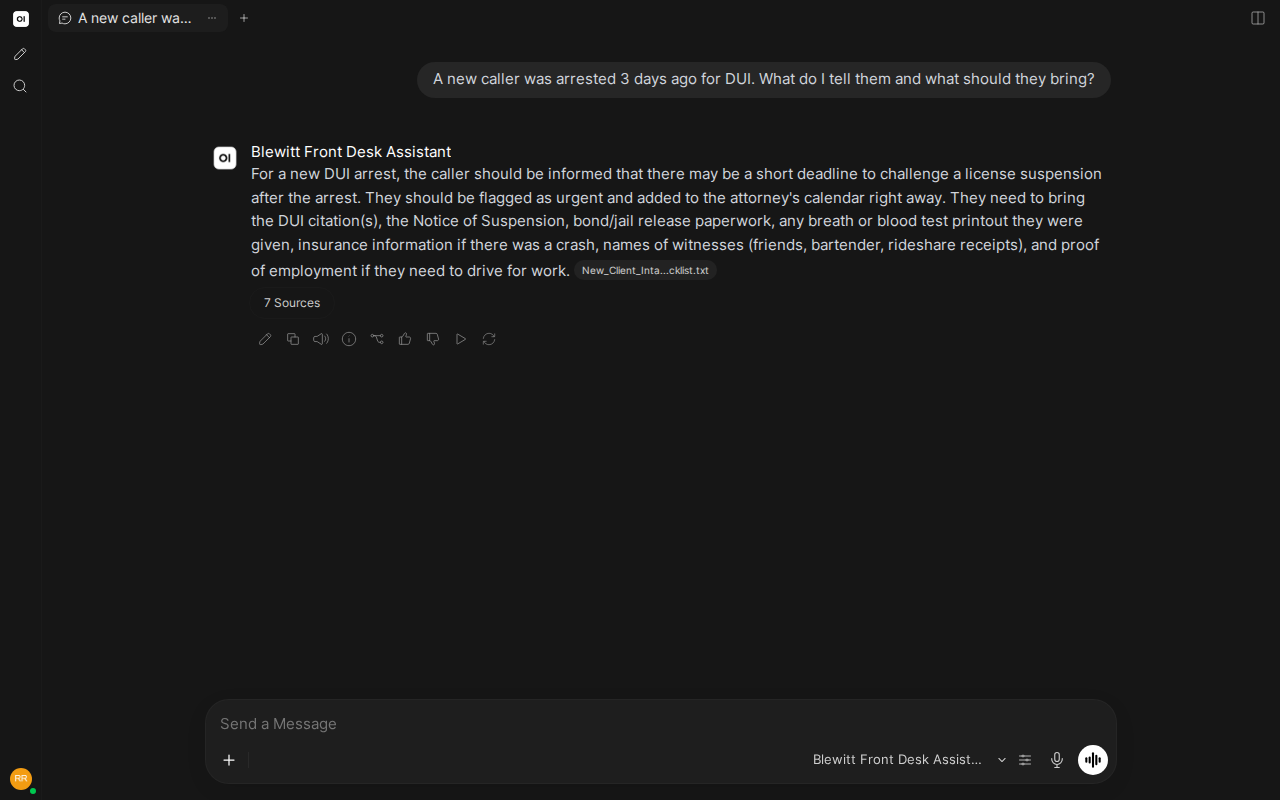 OI
A new caller wa...
A new caller was arrested 3 days ago for DUI. What do I tell them and what should they bring?
OI
Blewitt Front Desk Assistant
For a new DUI arrest, the caller should be informed that there may be a short deadline to challenge a license suspension
after the arrest. They should be flagged as urgent and added to the attorney's calendar right away. They need to bring
the DUI citation(s), the Notice of Suspension, bond/jail release paperwork, any breath or blood test printout they were
given, insurance information if there was a crash, names of witnesses (friends, bartender, rideshare receipts), and proof
of employment if they need to drive for work. New_Client_Inta...cklist.txt
7 Sources
Send a Message
Blewitt Front Desk Assist...
RR